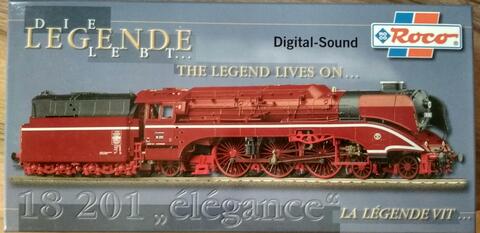 DIE
LEGENDE
LEBT...
Digital-Sound
Roco
THE LEGEND LIVES ON...
18 201 „élégance“
LA LÉGENDE VIT...